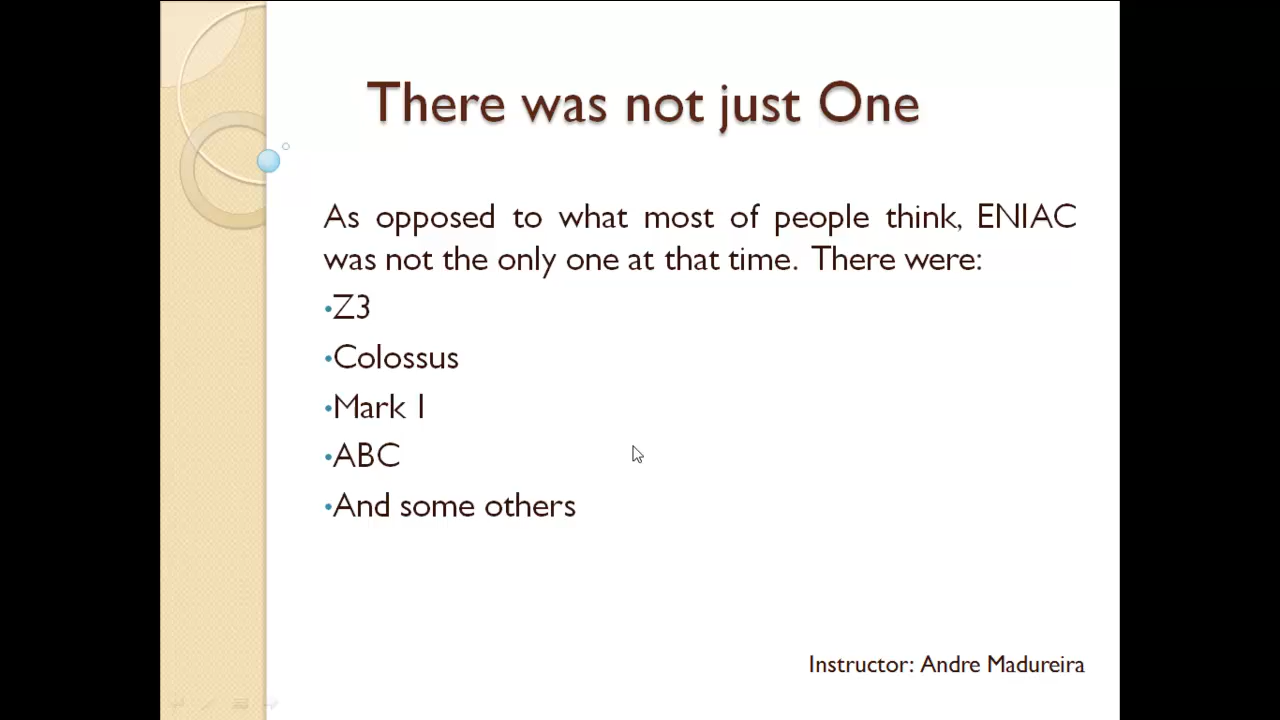 There was not just One
As opposed to what most of people think, ENIAC
was not the only one at that time. There were:
•Z3
•Colossus
•Mark I
•ABC
•And some others
Instructor: Andre Madureira